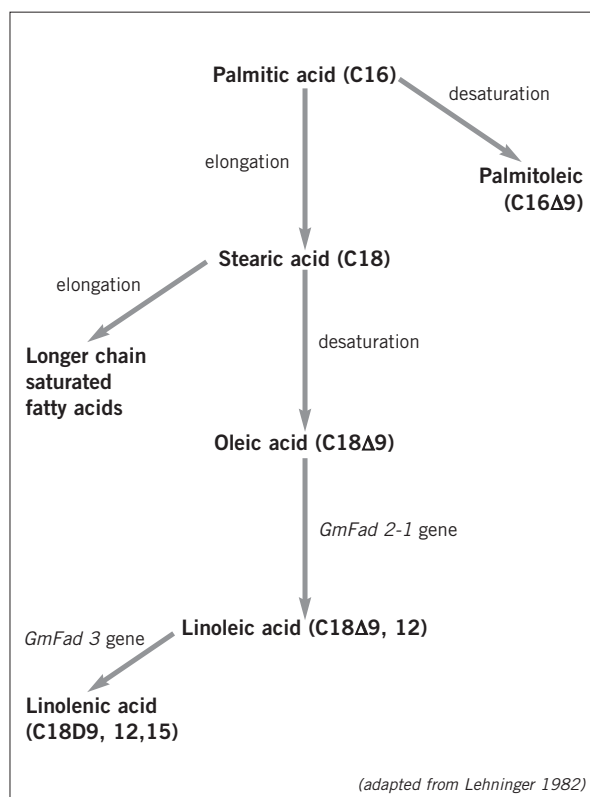 Palmitic acid (C16)
desaturation
elongation
Palmitoleic
(C16Δ9)
Stearic acid (C18)
elongation
desaturation
Longer chain
saturated
fatty acids
Oleic acid (C18Δ9)
GmFad 2-1 gene
Linoleic acid (C18Δ9, 12)
GmFad 3 gene
Linolenic acid
(C18D9, 12,15)
(adapted from Lehninger 1982)